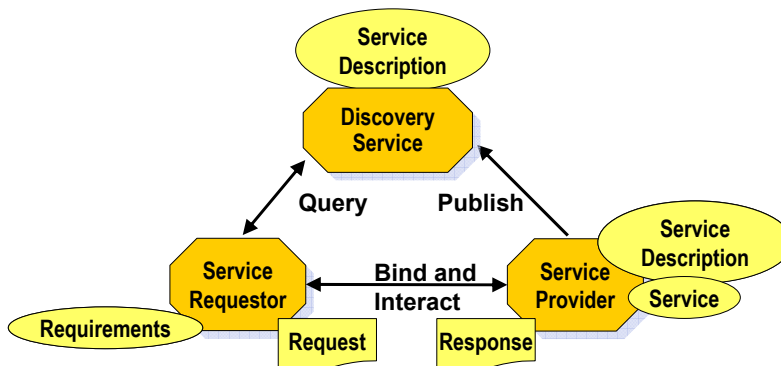 Service
Description
Discovery
Service
Query
Publish
Service
Description
Service
Requestor
Bind and
Interact
Service
Provider
Service
Requirements
Request
Response